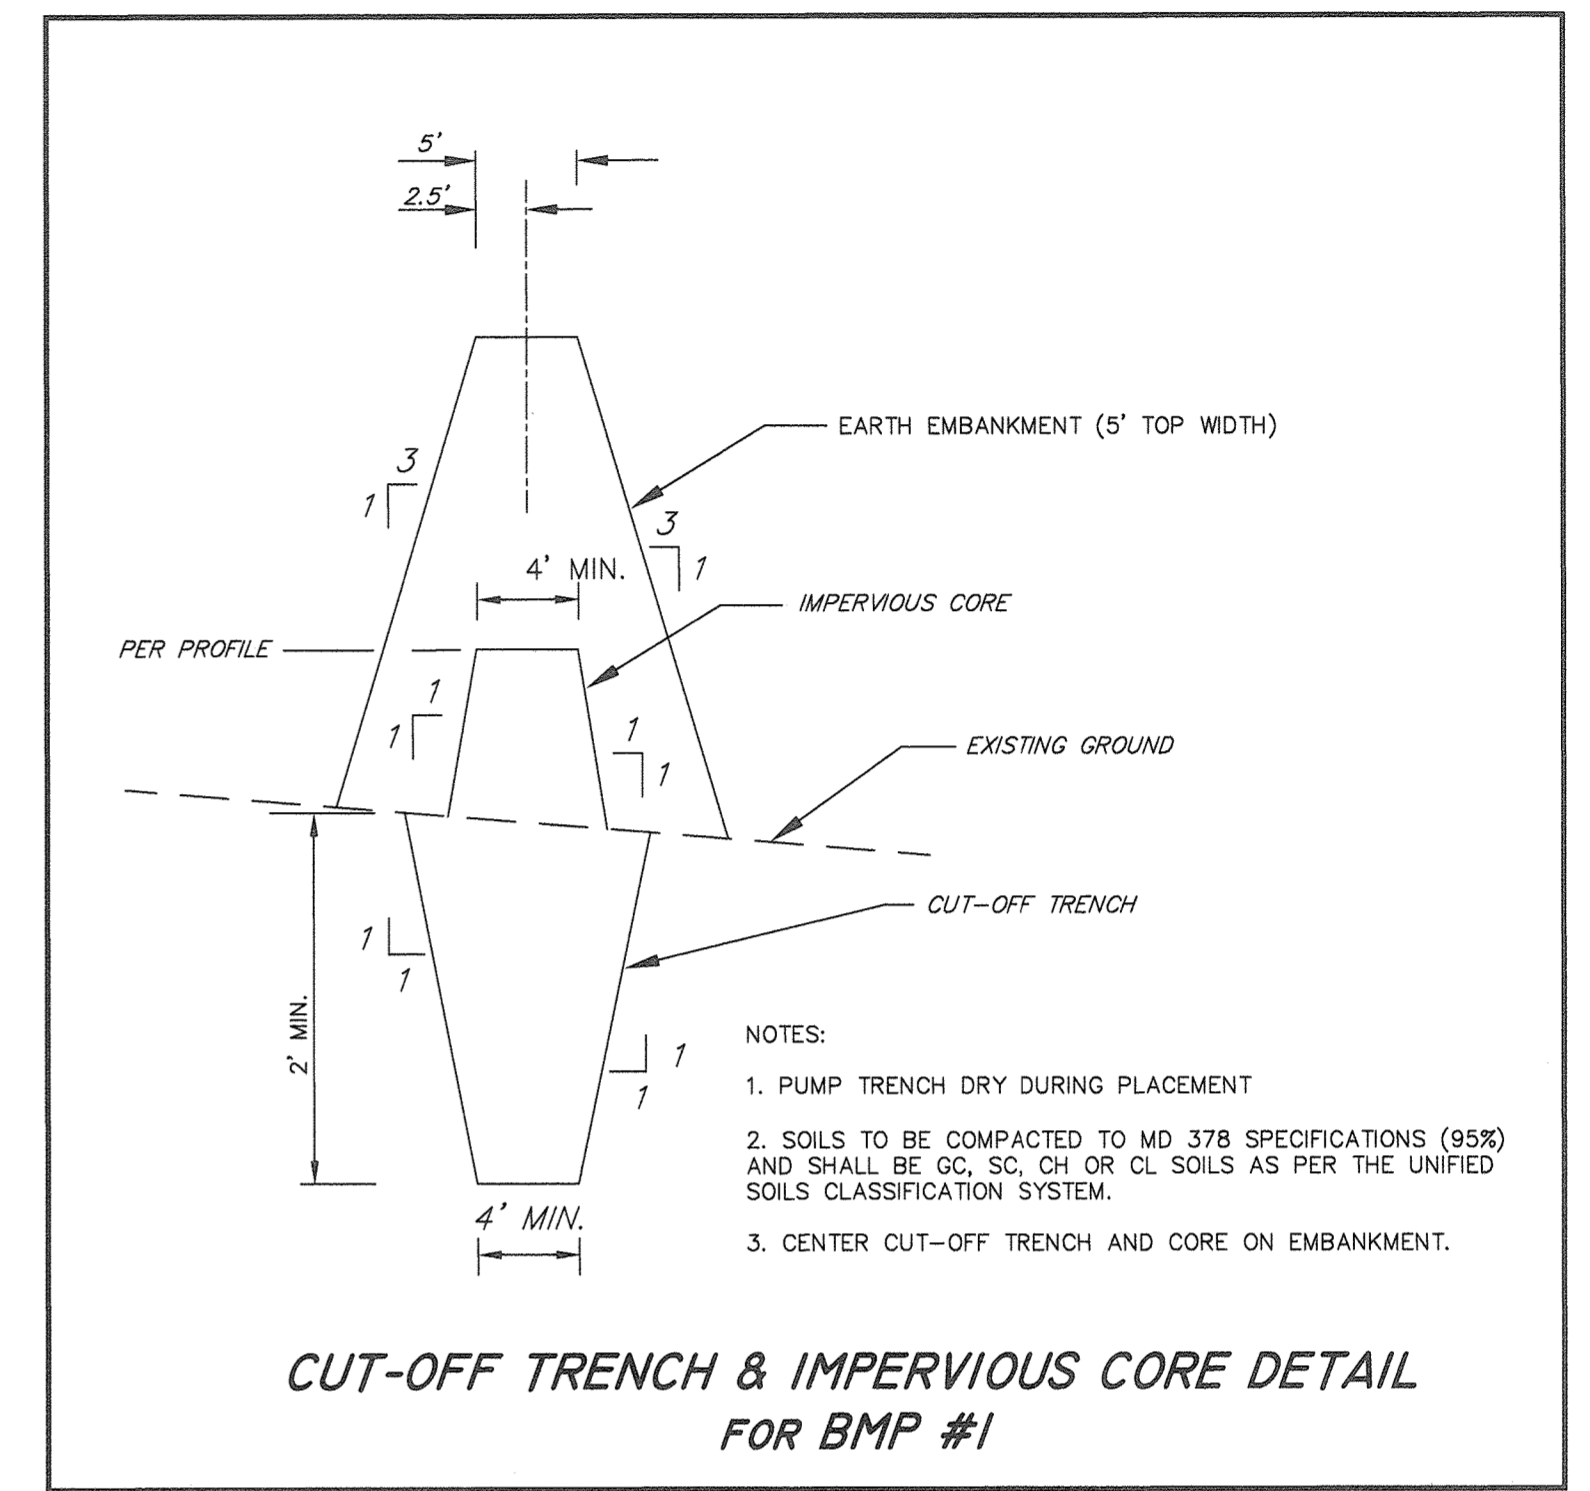 5'
2.5'
EARTH EMBANKMENT (5' TOP WIDTH)
3
1
3
1
4' MIN.
IMPERVIOUS CORE
PER PROFILE
1
1
1
1
EXISTING GROUND
CUT-OFF TRENCH
1
1
2' MIN.
1
1
4' MIN.
NOTES:
1. PUMP TRENCH DRY DURING PLACEMENT
2. SOILS TO BE COMPACTED TO MD 378 SPECIFICATIONS (95%)
AND SHALL BE GC, SC, CH OR CL SOILS AS PER THE UNIFIED
SOILS CLASSIFICATION SYSTEM.
3. CENTER CUT-OFF TRENCH AND CORE ON EMBANKMENT.
CUT-OFF TRENCH & IMPERVIOUS CORE DETAIL
FOR BMP #1